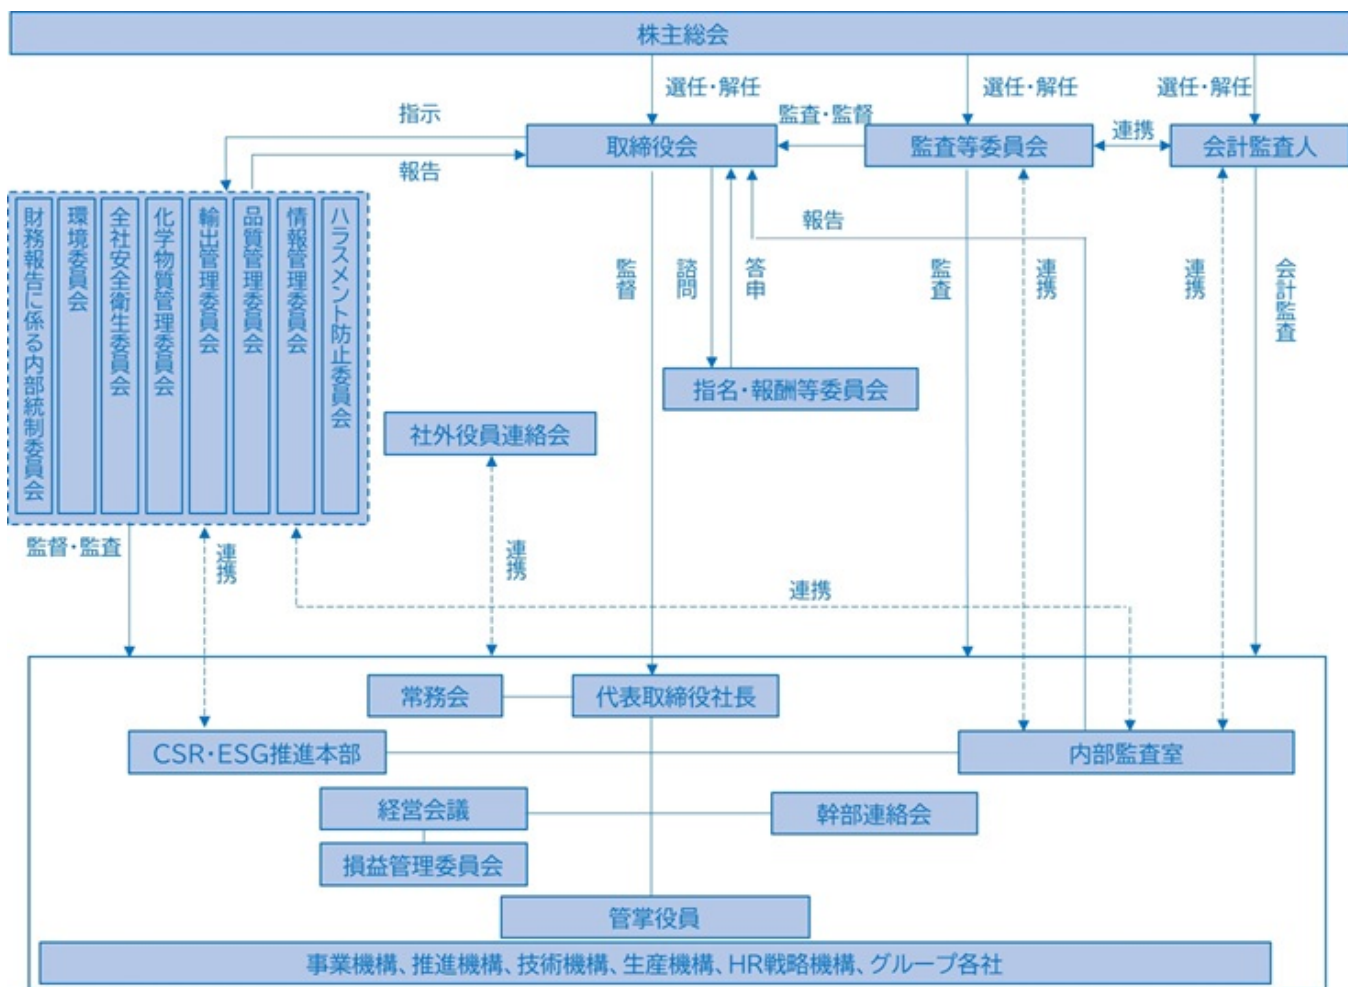 株主総会
選任・解任
選任・解任
選任・解任
指示
監査・監督
取締役会
監査等委員会
連携
会計監査人
報告
財務報告に係る内部統制委員会
環境委員会
全社安全衛生委員会
化学物質管理委員会
輸出管理委員会
品質管理委員会
情報管理委員会
ハラスメント防止委員会
報告
監督
諮問
答申
監査
連携
連携
会計監査
指名・報酬等委員会
社外役員連絡会
監督・監査
連携
連携
連携
常務会
代表取締役社長
CSR・ESG推進本部
内部監査室
経営会議
幹部連絡会
損益管理委員会
管掌役員
事業機構、推進機構、技術機構、生産機構、HR戦略機構、グループ各社